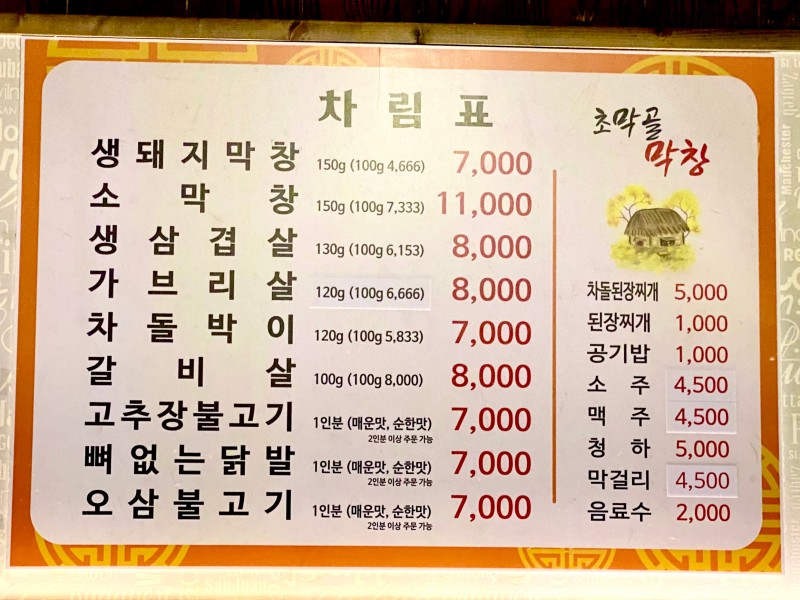 차림표
생돼지막창 150g (100g 4,666) 7,000
소막창 150g (100g 7,333) 11,000
생삼겹살 130g (100g 6,153) 8,000
가브리살 120g (100g 6,666) 8,000
차돌박이 120g (100g 5,833) 7,000
갈비살 100g (100g 8,000) 8,000
고추장불고기 1인분 (매운맛, 순한맛) 7,000
2인분 이상 주문 가능
뼈없는닭발 1인분 (매운맛, 순한맛) 7,000
2인분 이상 주문 가능
오삼불고기 1인분 (매운맛, 순한맛) 7,000
2인분 이상 주문 가능
초막골
막창
차돌된장찌개 5,000
된장찌개 1,000
공기밥 1,000
소주 4,500
맥주 4,500
청하 5,000
막걸리 4,500
음료수 2,000
Manchester